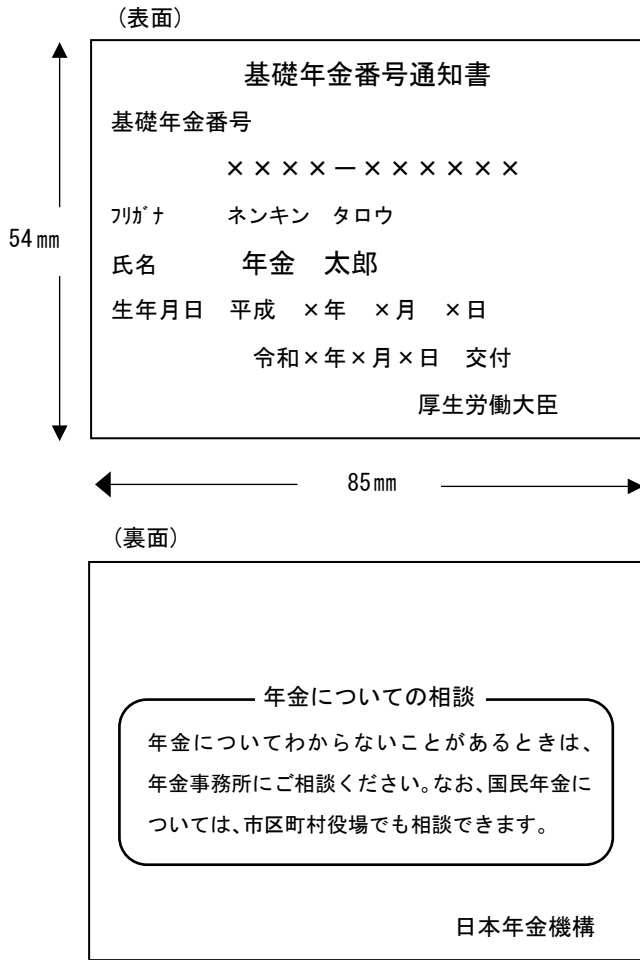 (表面)
基礎年金番号通知書
基礎年金番号
××××－××××××
ﾌﾘｶﾞﾅ　ネンキン　タロウ
氏名　年金　太郎
生年月日　平成　×年　×月　×日
令和×年×月×日　交付
厚生労働大臣
54㎜
85㎜
(裏面)
年金についての相談
年金についてわからないことがあるときは、
年金事務所にご相談ください。なお、国民年金に
ついては、市区町村役場でも相談できます。
日本年金機構